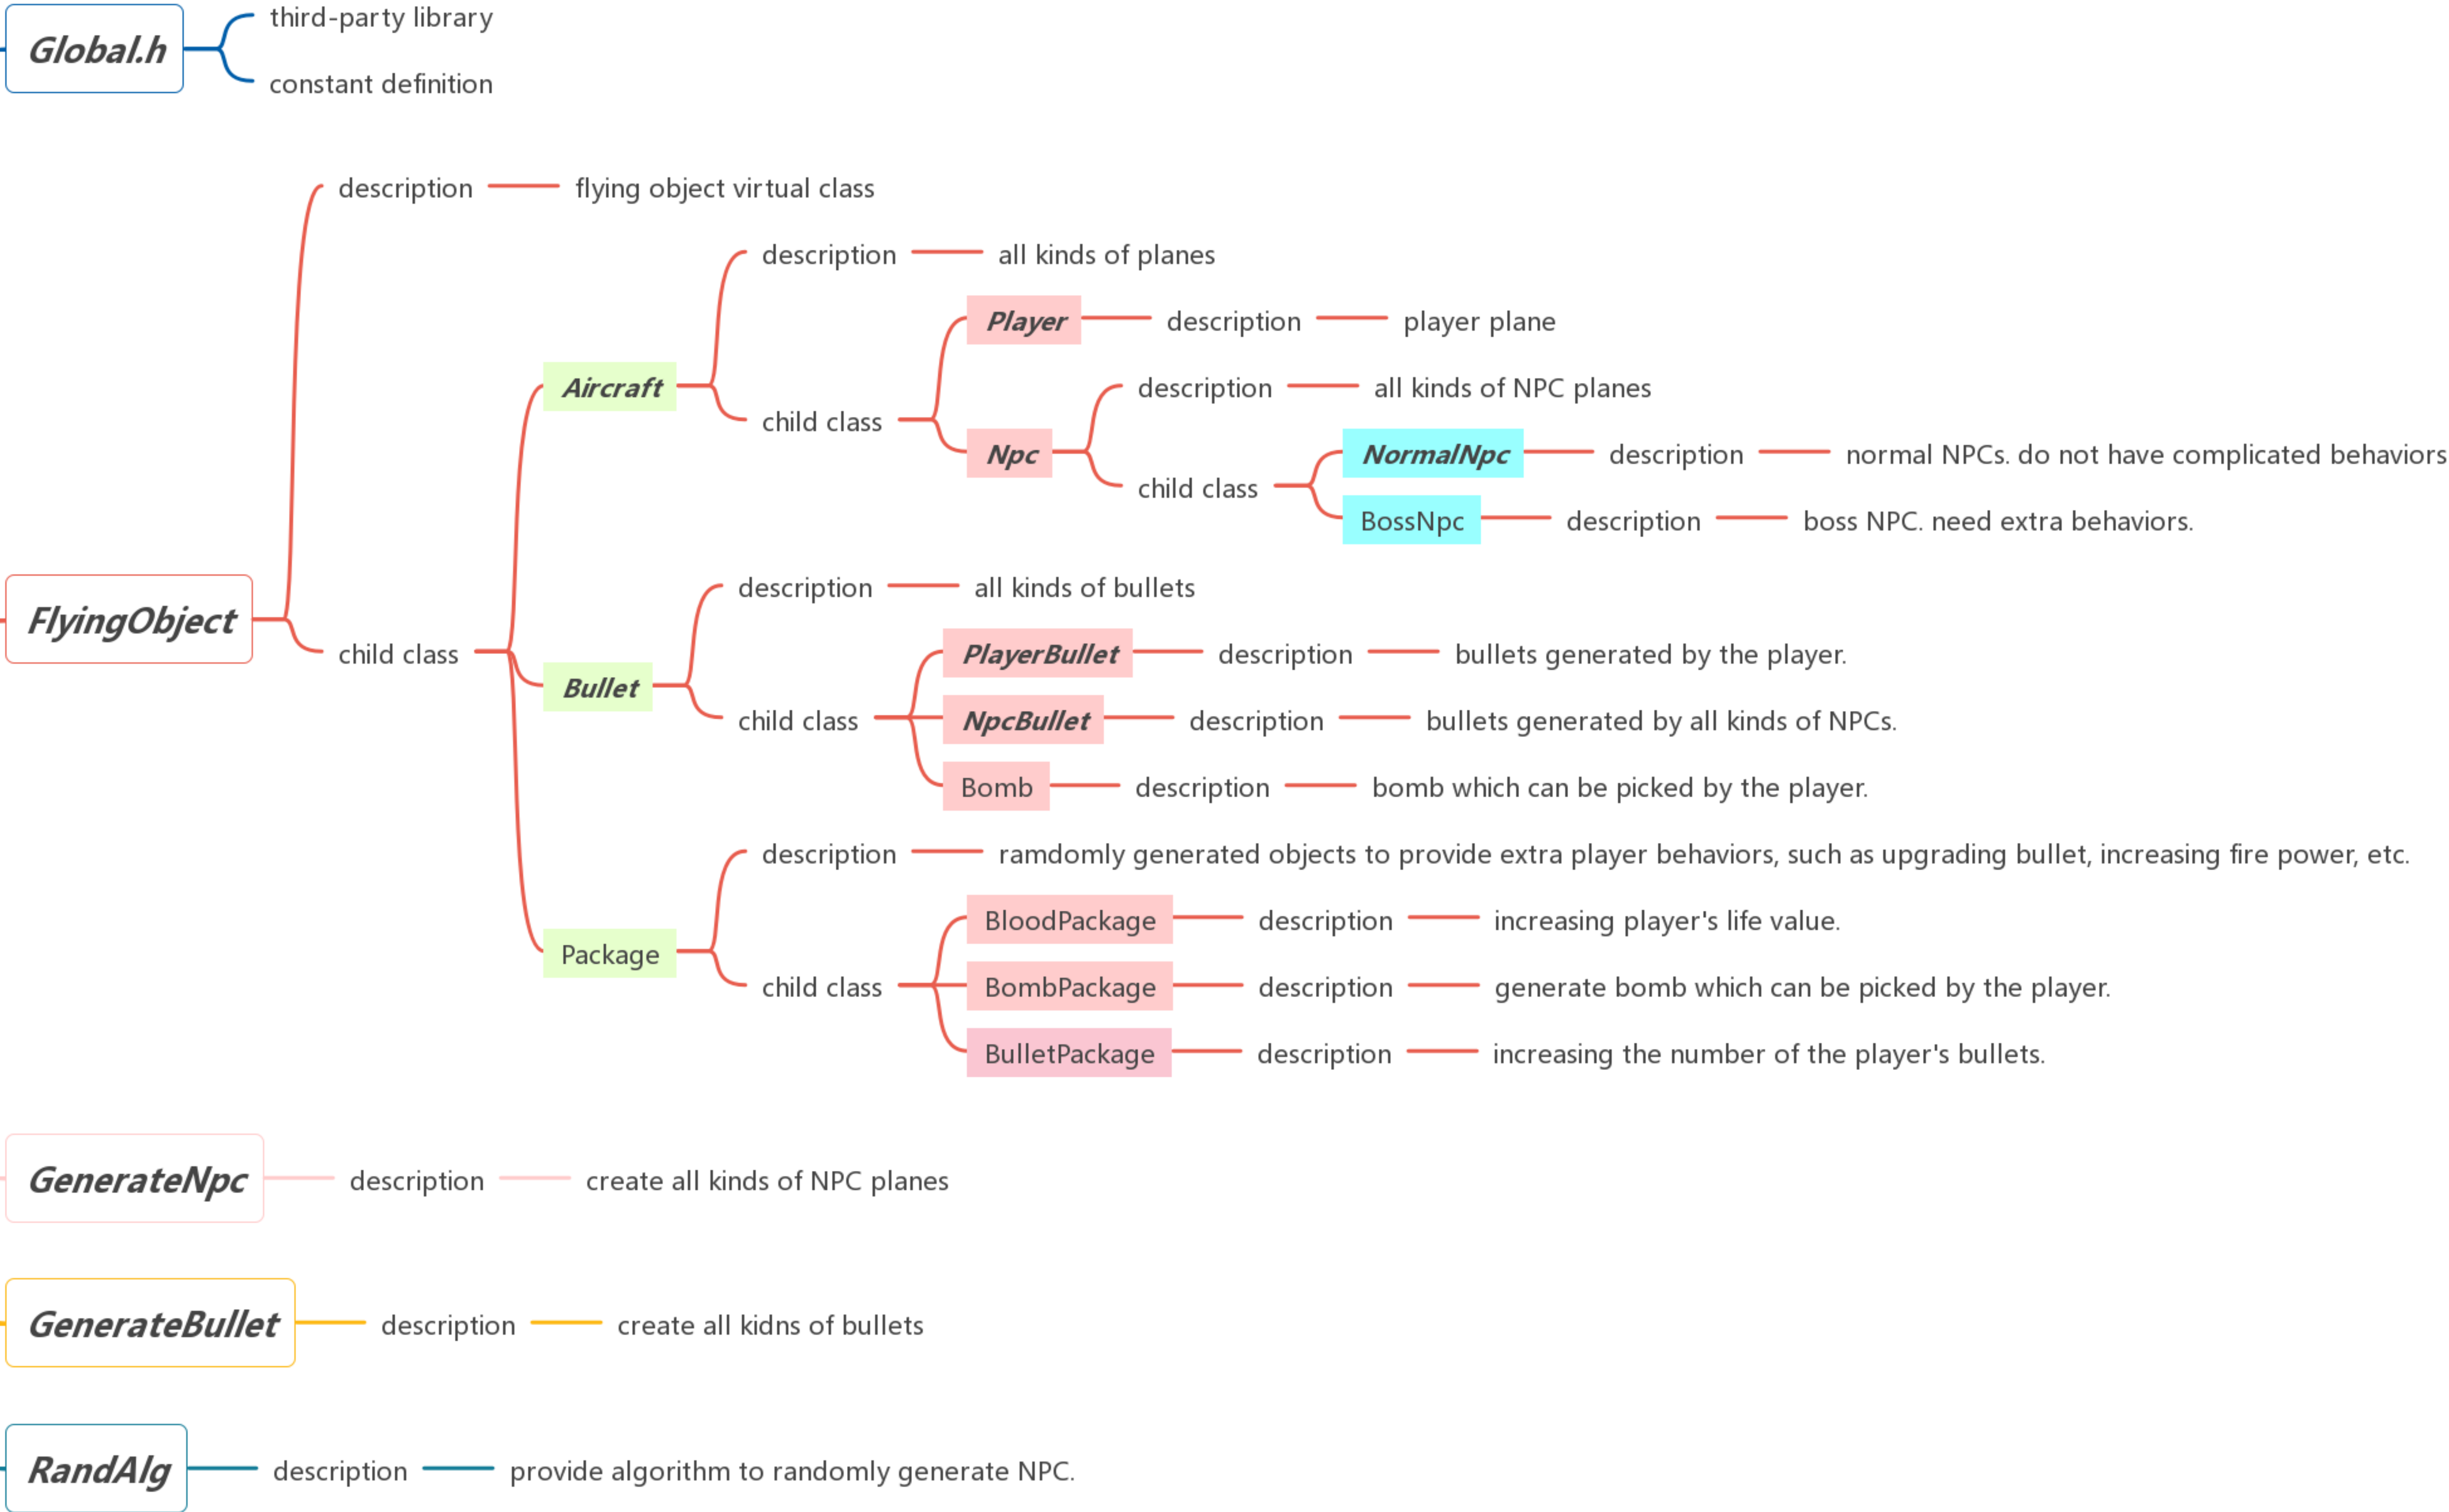 third-party library
Global.h
constant definition
description flying object virtual class
description all kinds of planes
Player description player plane
Aircraft description all kinds of NPC planes
child class
Npc NormalNpc description normal NPCs. do not have complicated behaviors
child class
BossNpc description boss NPC. need extra behaviors.
description all kinds of bullets
FlyingObject
child class PlayerBullet description bullets generated by the player.
Bullet
child class NpcBullet description bullets generated by all kinds of NPCs.
Bomb description bomb which can be picked by the player.
description ramdomly generated objects to provide extra player behaviors, such as upgrading bullet, increasing fire power, etc.
BloodPackage description increasing player's life value.
Package
child class BombPackage description generate bomb which can be picked by the player.
BulletPackage description increasing the number of the player's bullets.
GenerateNpc description create all kinds of NPC planes
GenerateBullet description create all kidns of bullets
RandAlg description provide algorithm to randomly generate NPC.